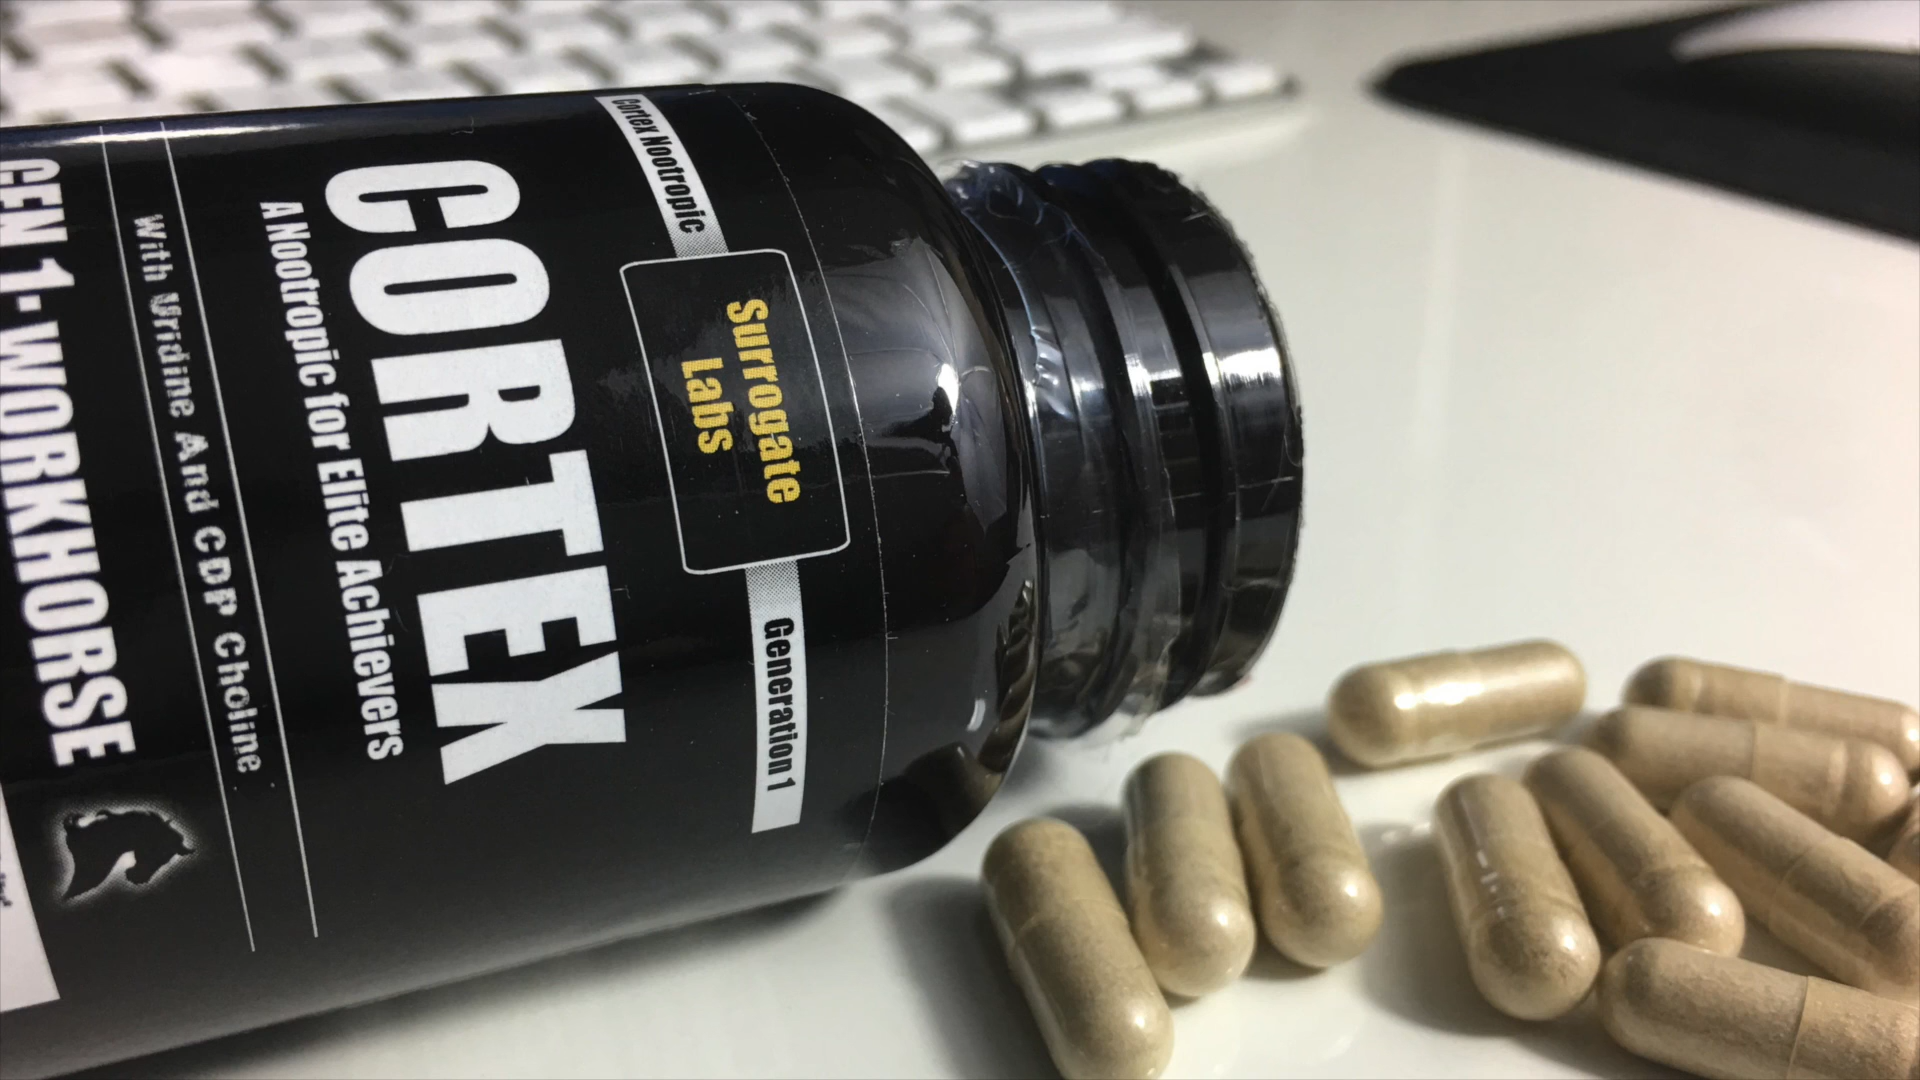 Cortex Nootropic
Surrogate
Labs
Generation 1
CORTEX
A Nootropic for Elite Achievers
With Uridine And CDP Choline
GEN 1 · WORKHORSE